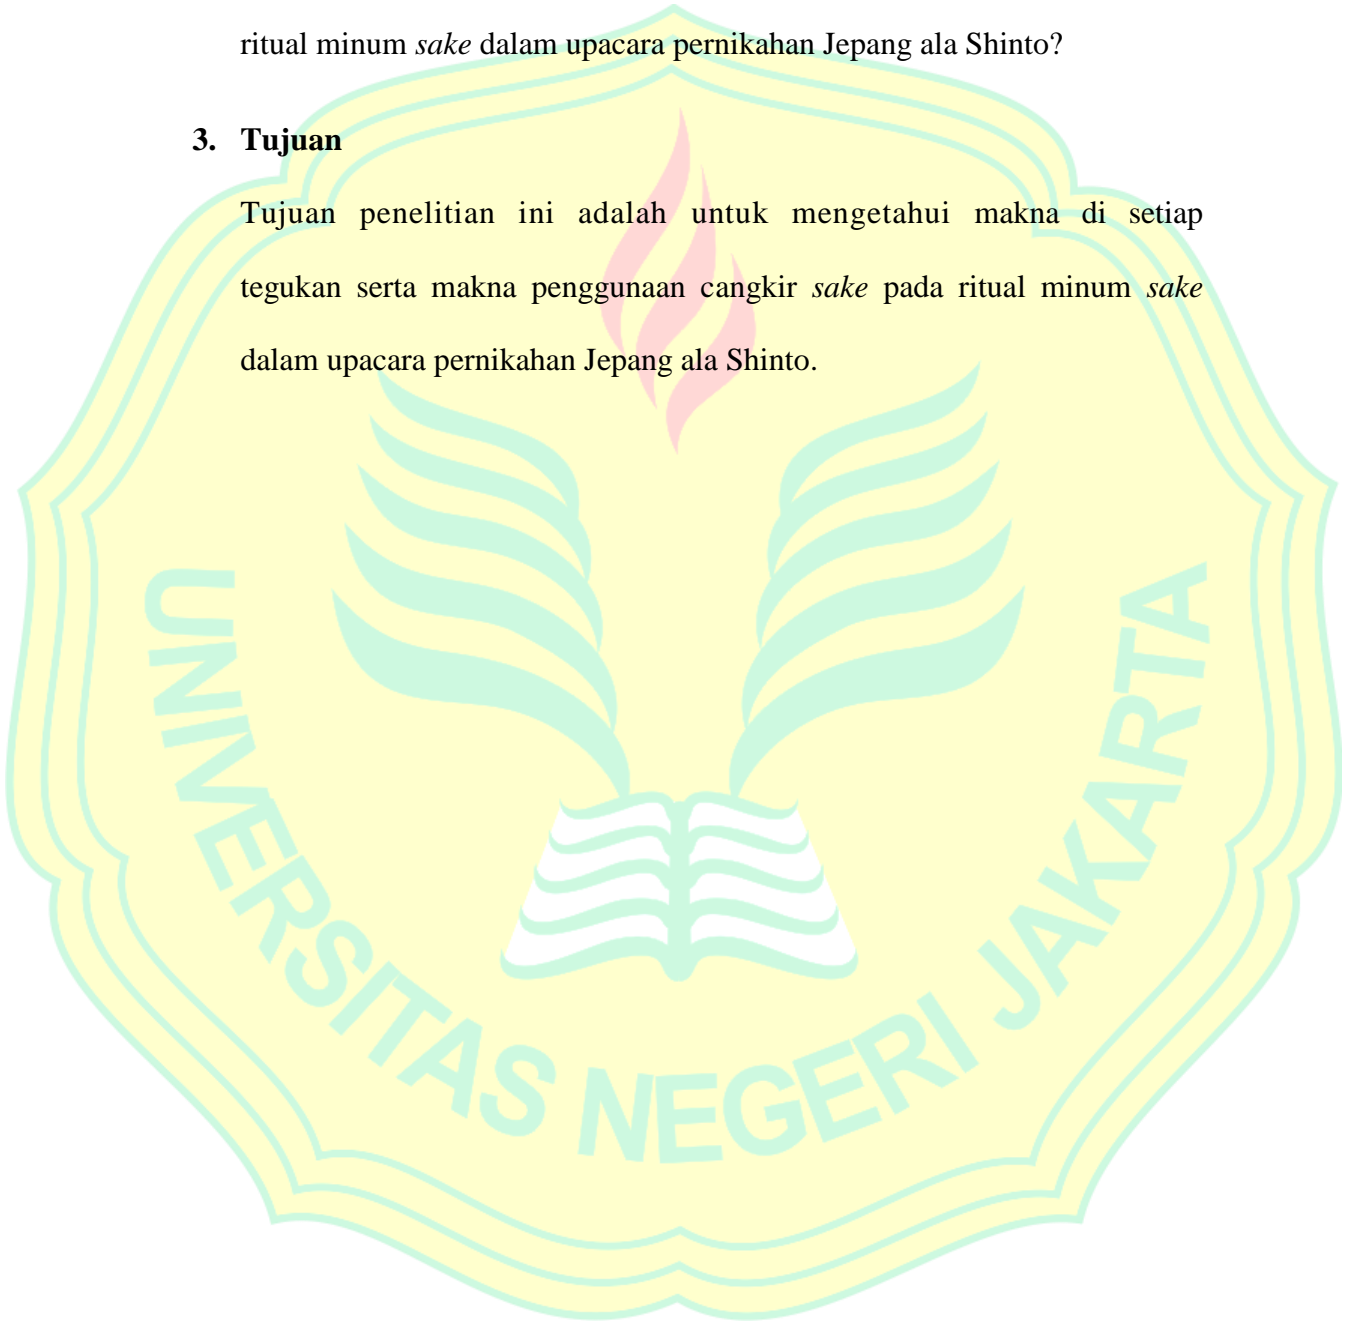 ritual minum sake dalam upacara pernikahan Jepang ala Shinto?
3. Tujuan
Tujuan penelitian ini adalah untuk mengetahui makna di setiap
tegukan serta makna penggunaan cangkir sake pada ritual minum sake
dalam upacara pernikahan Jepang ala Shinto.
UNIVERSITAS NEGERI JAKARTA